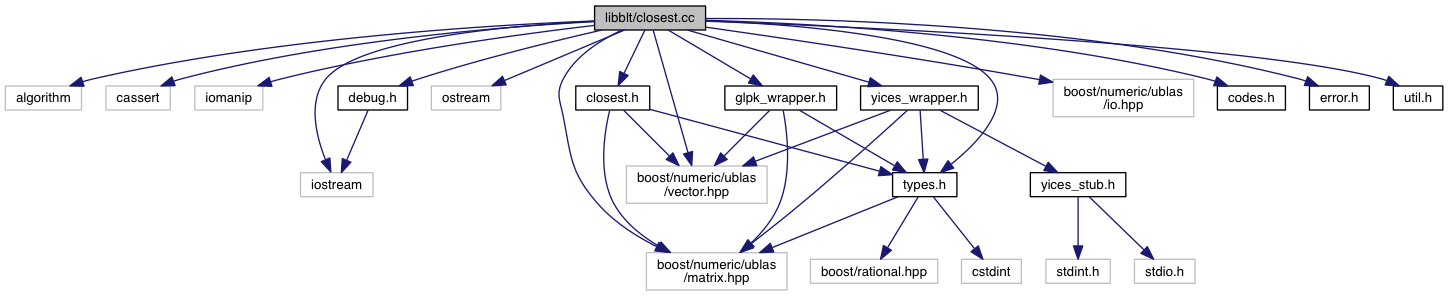 libblt/closest.cc
algorithm
cassert
iomanip
debug.h
ostream
closest.h
glpk_wrapper.h
yices_wrapper.h
boost/numeric/ublas
/io.hpp
codes.h
error.h
util.h
iostream
boost/numeric/ublas
/vector.hpp
types.h
yices_stub.h
boost/numeric/ublas
/matrix.hpp
boost/rational.hpp
cstdint
stdint.h
stdio.h